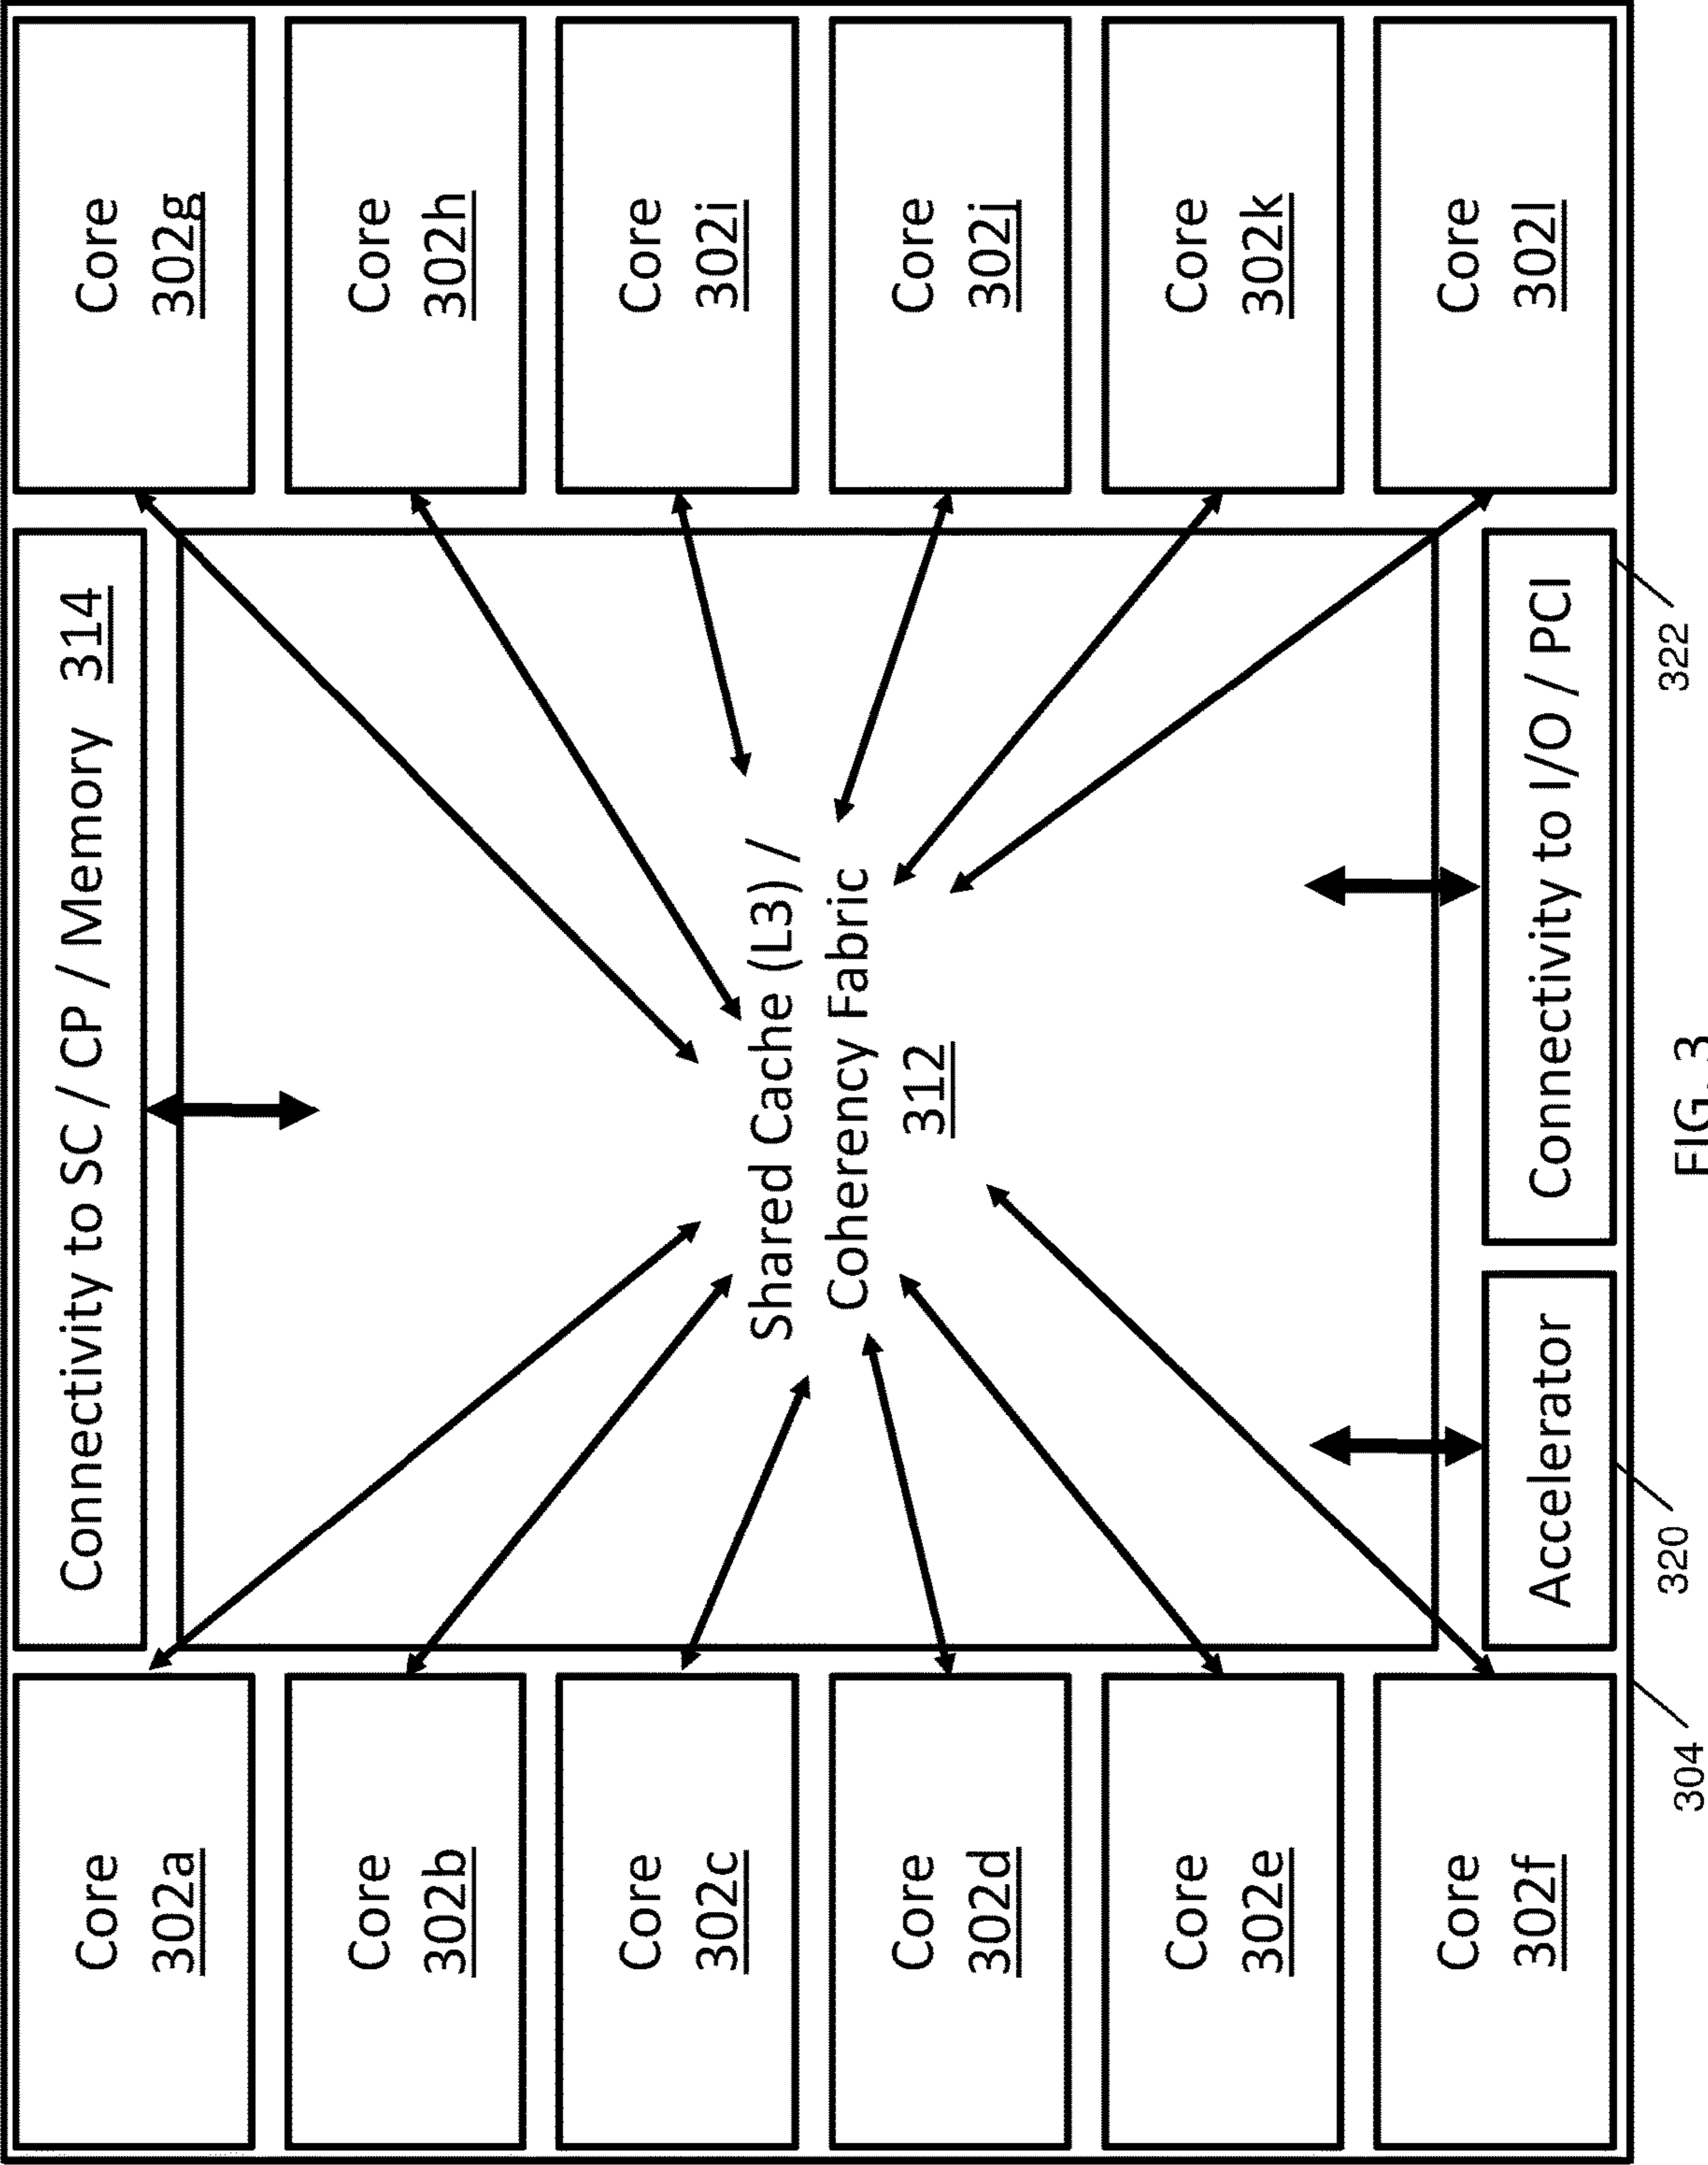 Connectivity to SC / CP / Memory 314
Core
302a
Core
302b
Core
302c
Core
302d
Core
302e
Core
302f
Shared Cache (L3) /
Coherency Fabric
312
Core
302g
Core
302h
Core
302i
Core
302j
Core
302k
Core
302l
Accelerator
Connectivity to I/O / PCI
304
320
322
FIG. 3